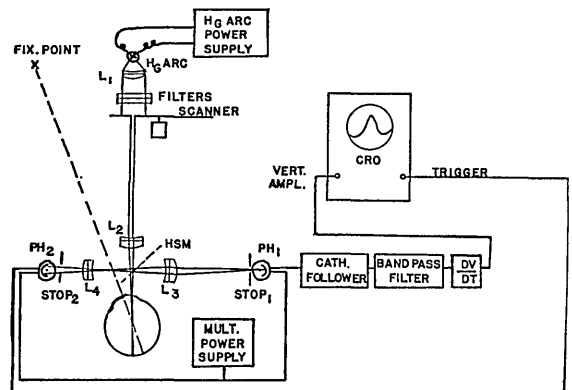 HG ARC
POWER
SUPPLY
FIX. POINT
X
HG ARC
L1
FILTERS
SCANNER
CRO
VERT.
AMPL.
TRIGGER
L2
HSM
PH2
PH1
L4
L3
STOP2
STOP1
CATH.
FOLLOWER
BAND PASS
FILTER
DV
DT
MULT.
POWER
SUPPLY